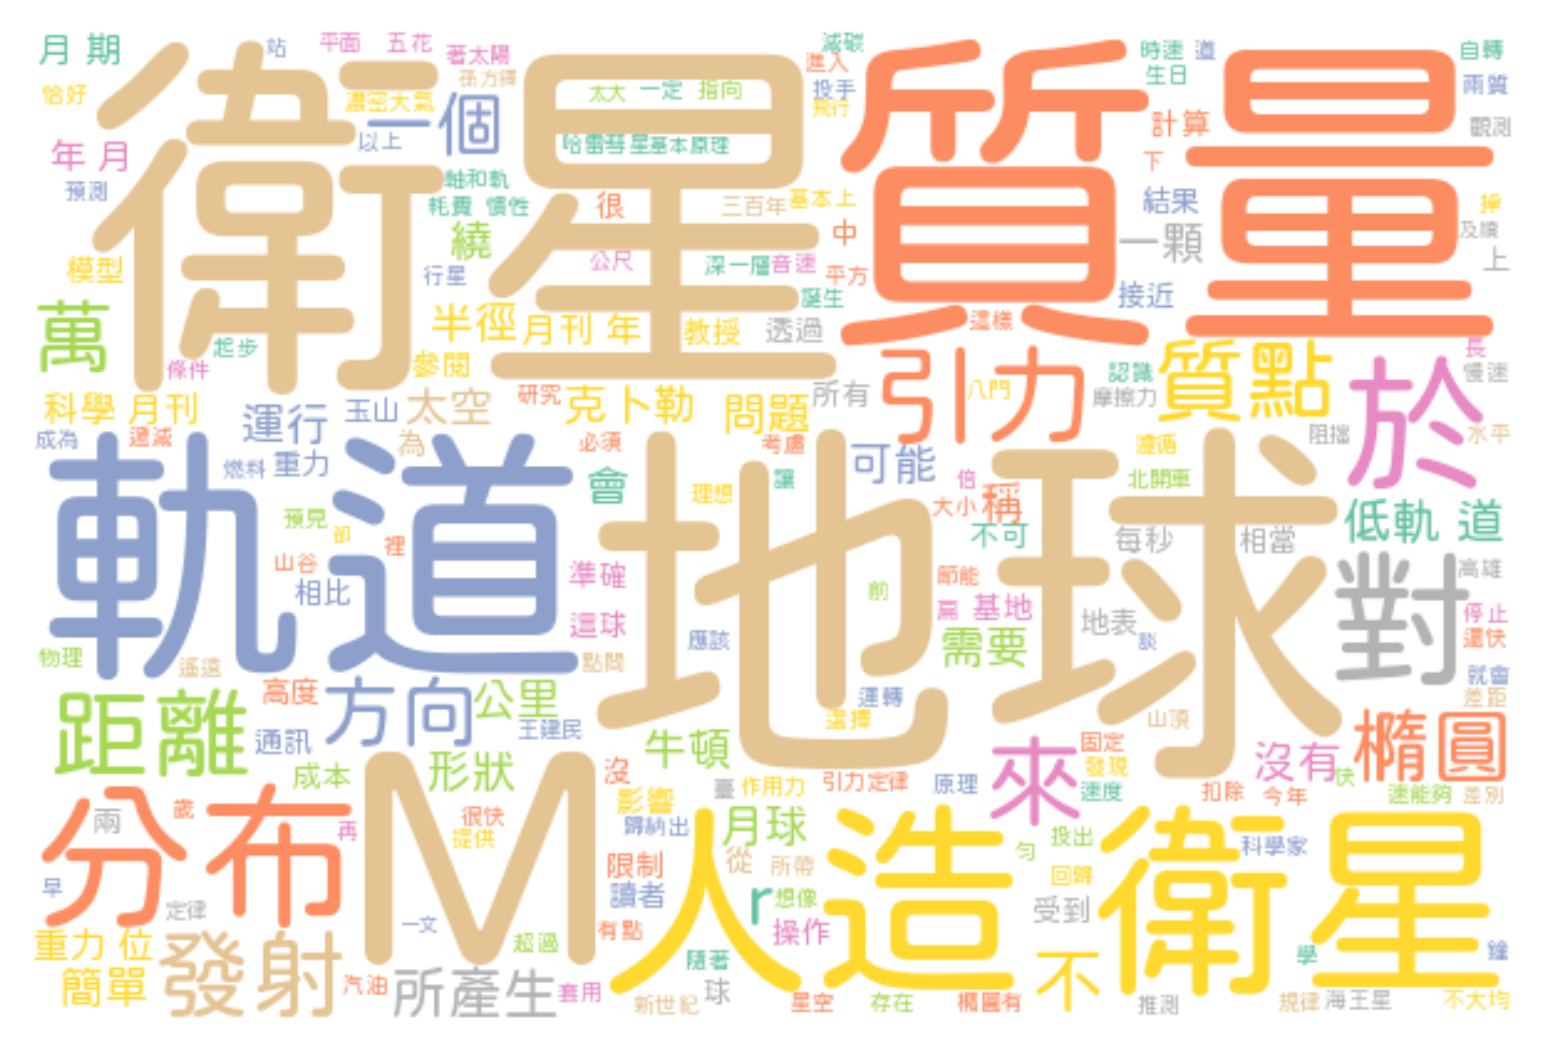 月 期
站
平面
五花
著太陽
孫方鐸
減碳
進入
時速
道
自轉
恰好
衛星
濃密大氣
太大
一定
指向
投手
飛行
質量
生日
兩質
以上
一個
哈雷彗星
基本原理
計算
觀測
年 月
預測
軸和軌
耗費
慣性
很
三百年
基本上
下
結果
掉
及順
模型
繞
行星
公尺
深一層
音速
中
平方
一顆
接近
上
萬
半徑
月刊 年
教授
透過
誕生
這樣
起步
條件
參閱
引力
八門
認識
質點
長
慢速
科學
月刊
運行
玉山
太空
研究
克卜勒
問題
所有
摩擦力
於
成為
遞減
軌道
燃料
重力
為
必須
地球
考慮
可能
遵循
阻擋
水平
會
理想
讓
倍
大小
稱
北開車
低軌 道
預見
卻
裡
不可
每秒
相當
山谷
相比
準確
前
節能
對
高雄
這球
應該
黨
基地
地表
談
停止
還快
物理
遙遠
點間
需要
就會
差距
距離
高度
方向
公里
運轉
選擇
山頂
橢圓
通訊
王建民
牛頓
來
固定
發現
沒有
快
成本
形狀
M
沒
臺
作用力
引力定律
原理
速度
扣除
今年
速能夠
差別
分布
兩
歲
再
很快
提供
影響
歸納出
月球
人造衛星
勻
投出
科學家
早
定律
限制
讀者
從
所帶
r
想像
回歸
受到
一文
有點
操作
重力 位
簡單
發射
超過
隨著
不
學
鐘
汽油
所產生
套用
新世紀
球
星空
存在
橢圓有
推測
規律
海王星
不大均